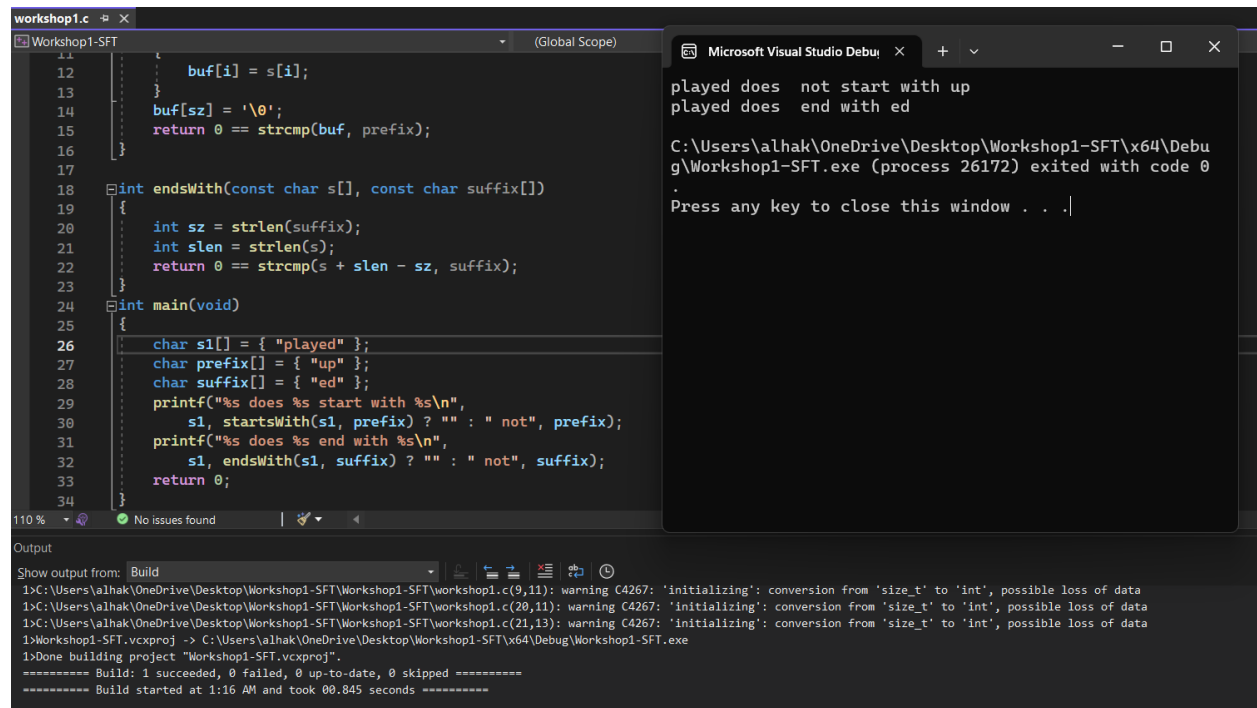 workshop1.c
Workshop1-SFT
(Global Scope)
11 {
12 buf[i] = s[i];
13 }
14 buf[sz] = '\0';
15 return 0 == strcmp(buf, prefix);
16 }
17
18 int endsWith(const char s[], const char suffix[])
19 {
20 int sz = strlen(suffix);
21 int slen = strlen(s);
22 return 0 == strcmp(s + slen - sz, suffix);
23 }
24 int main(void)
25 {
26 char s1[] = { "played" };
27 char prefix[] = { "up" };
28 char suffix[] = { "ed" };
29 printf("%s does %s start with %s\n",
30 s1, startsWith(s1, prefix) ? "" : " not", prefix);
31 printf("%s does %s end with %s\n",
32 s1, endsWith(s1, suffix) ? "" : " not", suffix);
33 return 0;
34 }
110 %
No issues found
Microsoft Visual Studio Debu
played does  not start with up
played does  end with ed
C:\Users\alhak\OneDrive\Desktop\Workshop1-SFT\x64\Debu
g\Workshop1-SFT.exe (process 26172) exited with code 0
.
Press any key to close this window . . .
Output
Show output from: Build
1>C:\Users\alhak\OneDrive\Desktop\Workshop1-SFT\Workshop1-SFT\workshop1.c(9,11): warning C4267: 'initializing': conversion from 'size_t' to 'int', possible loss of data
1>C:\Users\alhak\OneDrive\Desktop\Workshop1-SFT\Workshop1-SFT\workshop1.c(20,11): warning C4267: 'initializing': conversion from 'size_t' to 'int', possible loss of data
1>C:\Users\alhak\OneDrive\Desktop\Workshop1-SFT\Workshop1-SFT\workshop1.c(21,13): warning C4267: 'initializing': conversion from 'size_t' to 'int', possible loss of data
1>Workshop1-SFT.vcxproj -> C:\Users\alhak\OneDrive\Desktop\Workshop1-SFT\x64\Debug\Workshop1-SFT.exe
1>Done building project "Workshop1-SFT.vcxproj".
========== Build: 1 succeeded, 0 failed, 0 up-to-date, 0 skipped ==========
========== Build started at 1:16 AM and took 00.845 seconds ==========